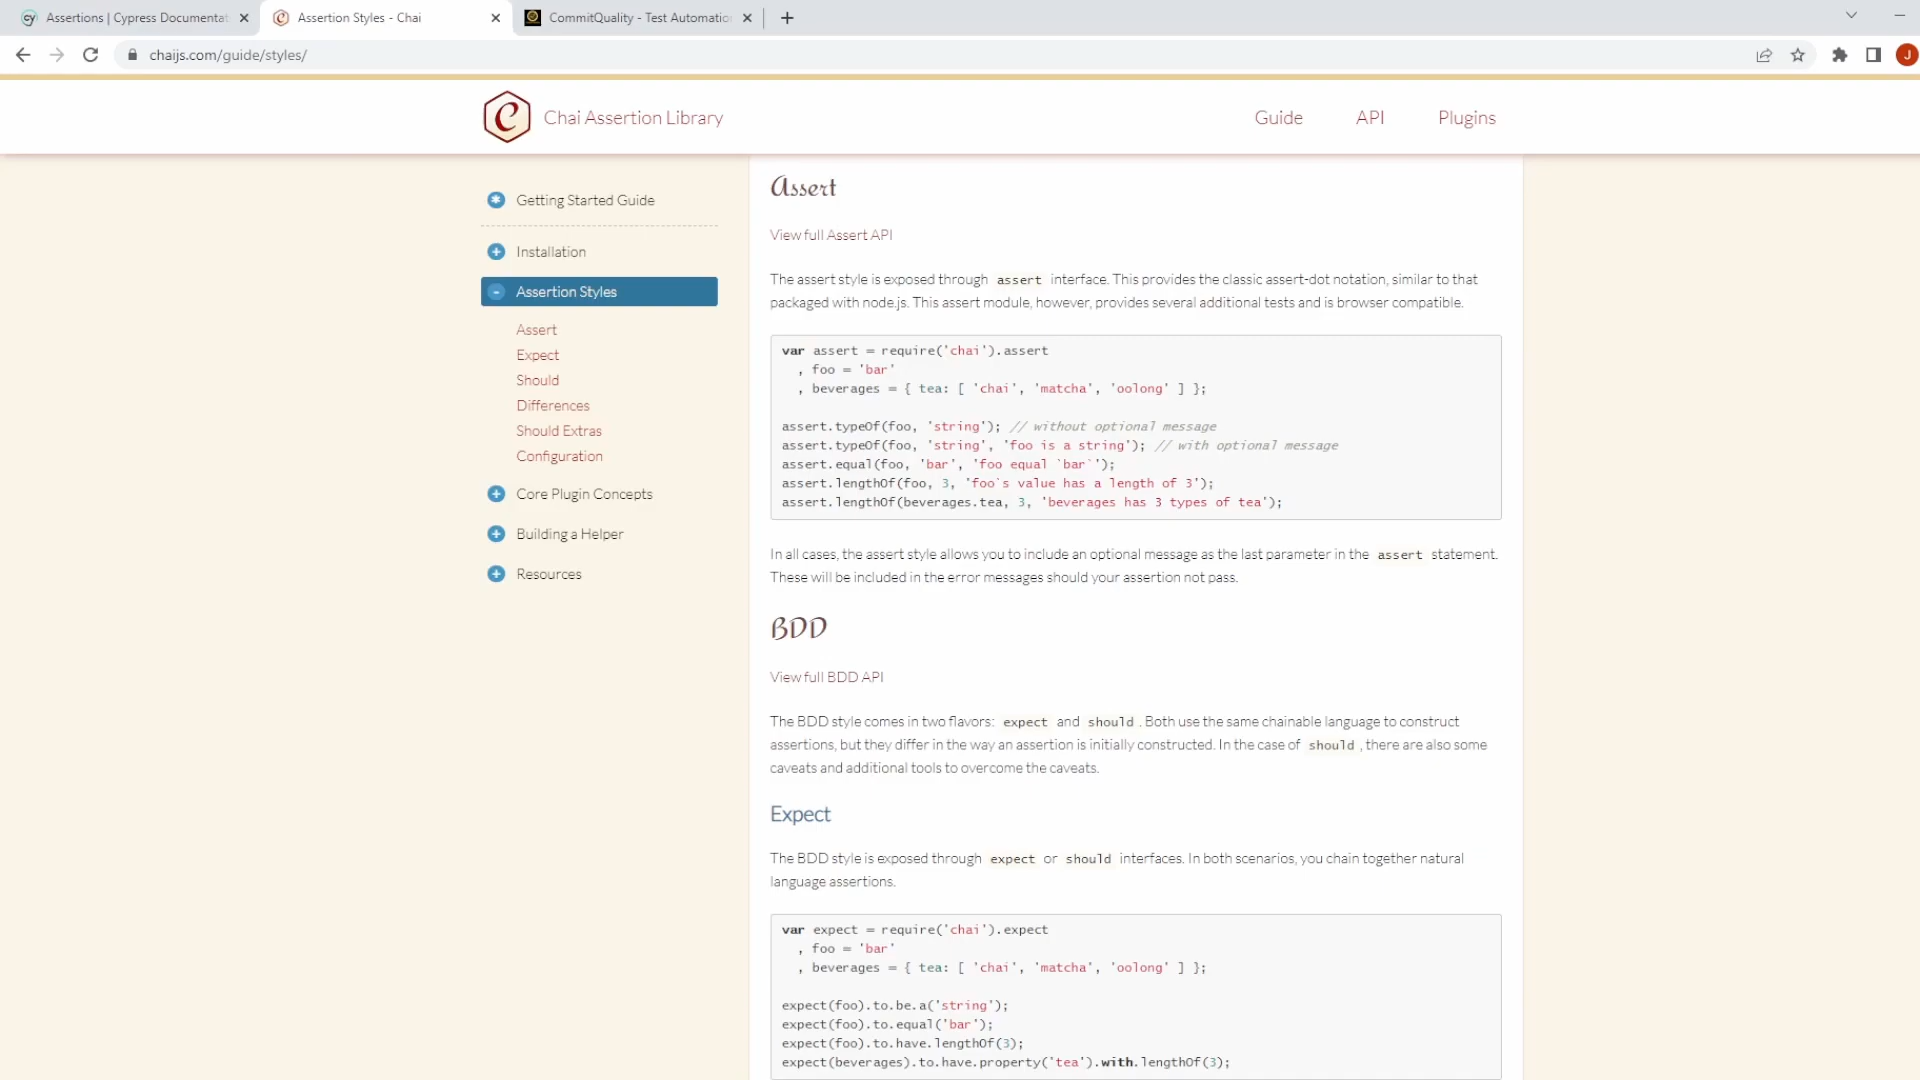 Assertions | Cypress Documentat
Assertion Styles - Chai
CommitQuality - Test Automatio
chaijs.com/guide/styles/
J
Chai Assertion Library
Guide
API
Plugins
Getting Started Guide
Installation
Assertion Styles
Assert
Expect
Should
Differences
Should Extras
Configuration
Core Plugin Concepts
Building a Helper
Resources
Assert
View full Assert API
The assert style is exposed through assert interface. This provides the classic assert-dot notation, similar to that
packaged with node.js. This assert module, however, provides several additional tests and is browser compatible.
var assert = require('chai').assert
  , foo = 'bar'
  , beverages = { tea: [ 'chai', 'matcha', 'oolong' ] };
assert.typeOf(foo, 'string'); // without optional message
assert.typeOf(foo, 'string', 'foo is a string'); // with optional message
assert.equal(foo, 'bar', 'foo equal `bar`');
assert.lengthOf(foo, 3, 'foo`s value has a length of 3');
assert.lengthOf(beverages.tea, 3, 'beverages has 3 types of tea');
In all cases, the assert style allows you to include an optional message as the last parameter in the assert statement.
These will be included in the error messages should your assertion not pass.
BDD
View full BDD API
The BDD style comes in two flavors: expect and should. Both use the same chainable language to construct
assertions, but they differ in the way an assertion is initially constructed. In the case of should, there are also some
caveats and additional tools to overcome the caveats.
Expect
The BDD style is exposed through expect or should interfaces. In both scenarios, you chain together natural
language assertions.
var expect = require('chai').expect
  , foo = 'bar'
  , beverages = { tea: [ 'chai', 'matcha', 'oolong' ] };
expect(foo).to.be.a('string');
expect(foo).to.equal('bar');
expect(foo).to.have.lengthOf(3);
expect(beverages).to.have.property('tea').with.lengthOf(3);